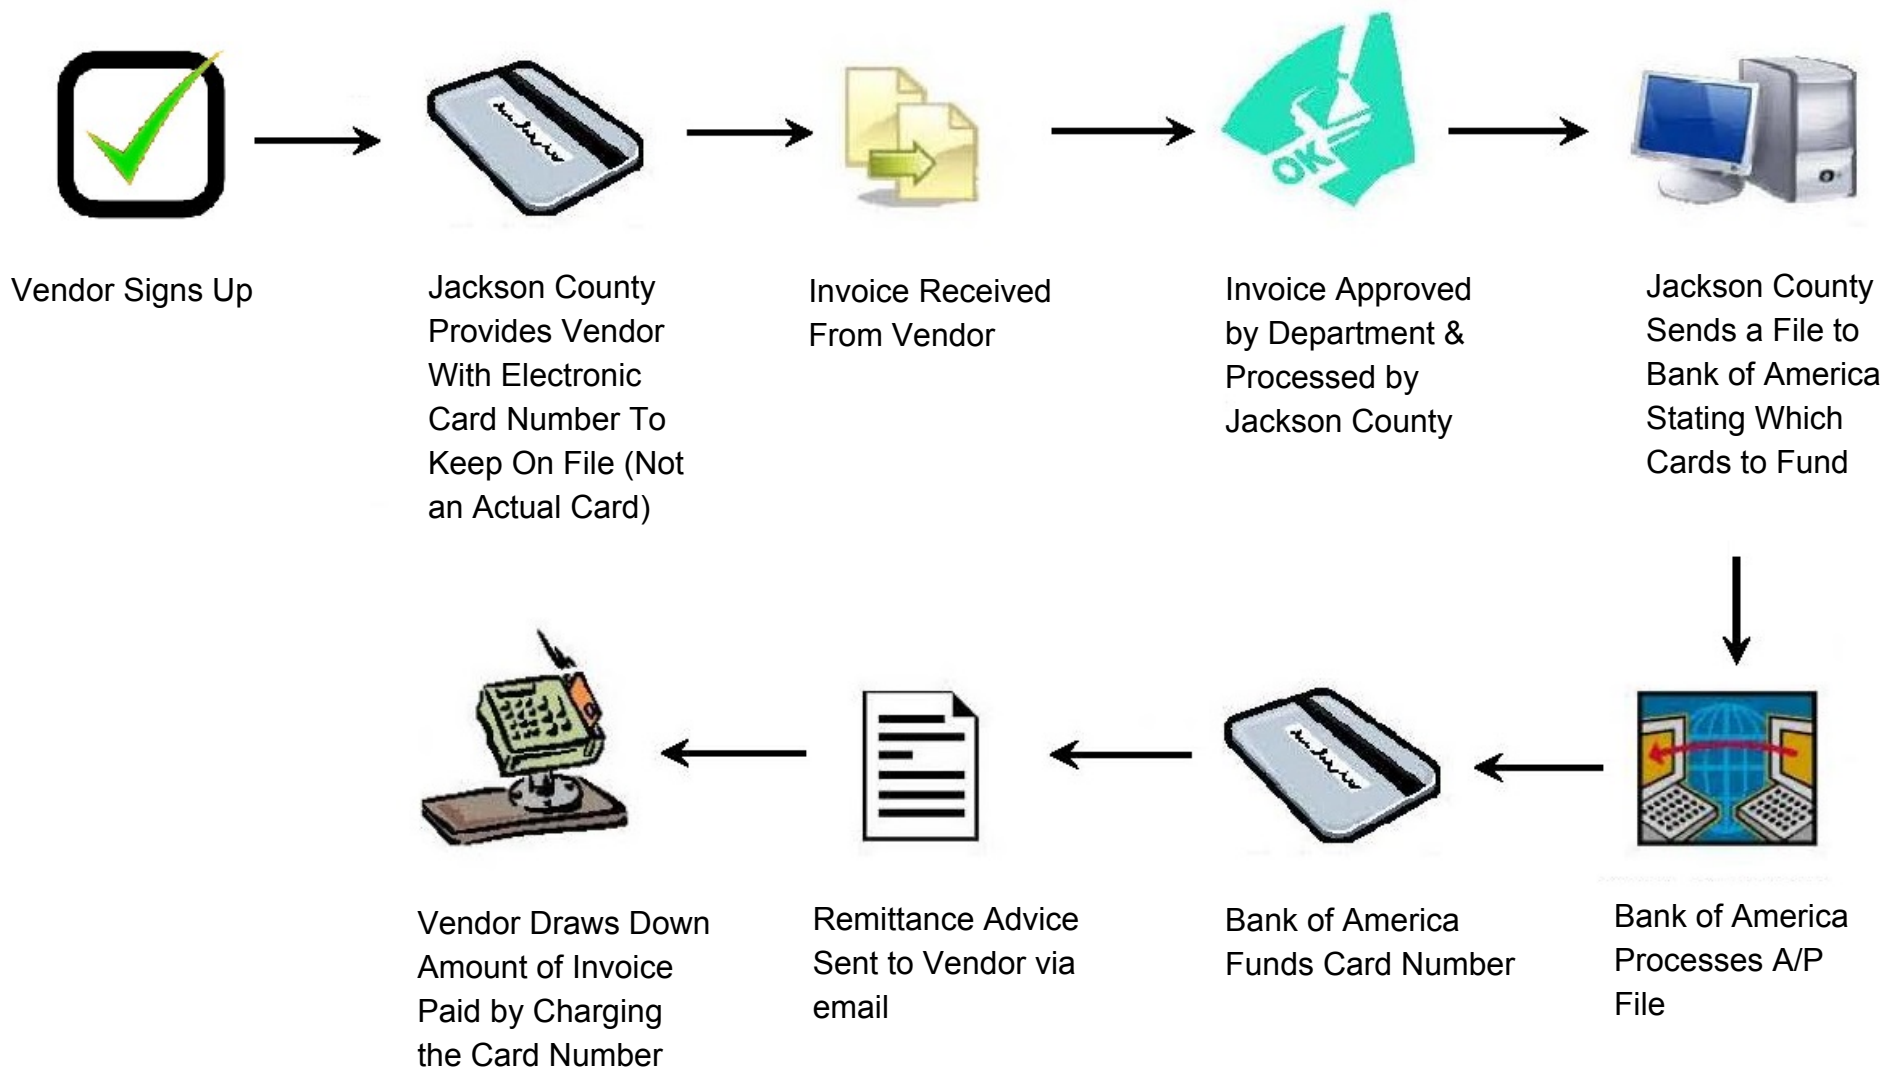 Vendor Signs Up
Jackson County
Provides Vendor
With Electronic
Card Number To
Keep On File (Not
an Actual Card)
Invoice Received
From Vendor
OK
Invoice Approved
by Department &
Processed by
Jackson County
Jackson County
Sends a File to
Bank of America
Stating Which
Cards to Fund
Bank of America
Processes A/P
File
Bank of America
Funds Card Number
Remittance Advice
Sent to Vendor via
email
Vendor Draws Down
Amount of Invoice
Paid by Charging
the Card Number